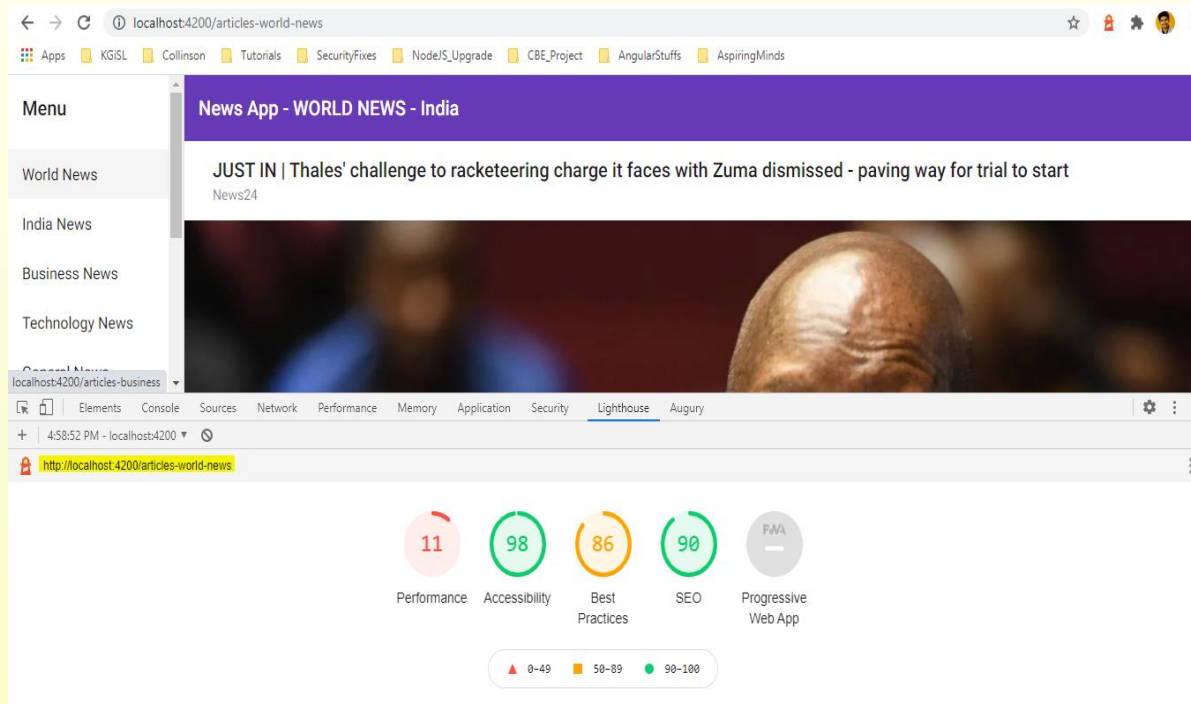 localhost:4200/articles-world-news
Apps KGiSL Collinson Tutorials SecurityFixes NodeJS_Upgrade CBE_Project AngularStuffs AspiringMinds
Menu
News App - WORLD NEWS - India
World News
JUST IN | Thales' challenge to racketeering charge it faces with Zuma dismissed - paving way for trial to start
News24
India News
Business News
Technology News
General News
localhost:4200/articles-business
Elements Console Sources Network Performance Memory Application Security Lighthouse Augury
4:58:52 PM - localhost:4200
http://localhost:4200/articles-world-news
11 98 86 90 PWA
Performance Accessibility Best Practices SEO Progressive Web App
0-49 50-89 90-100